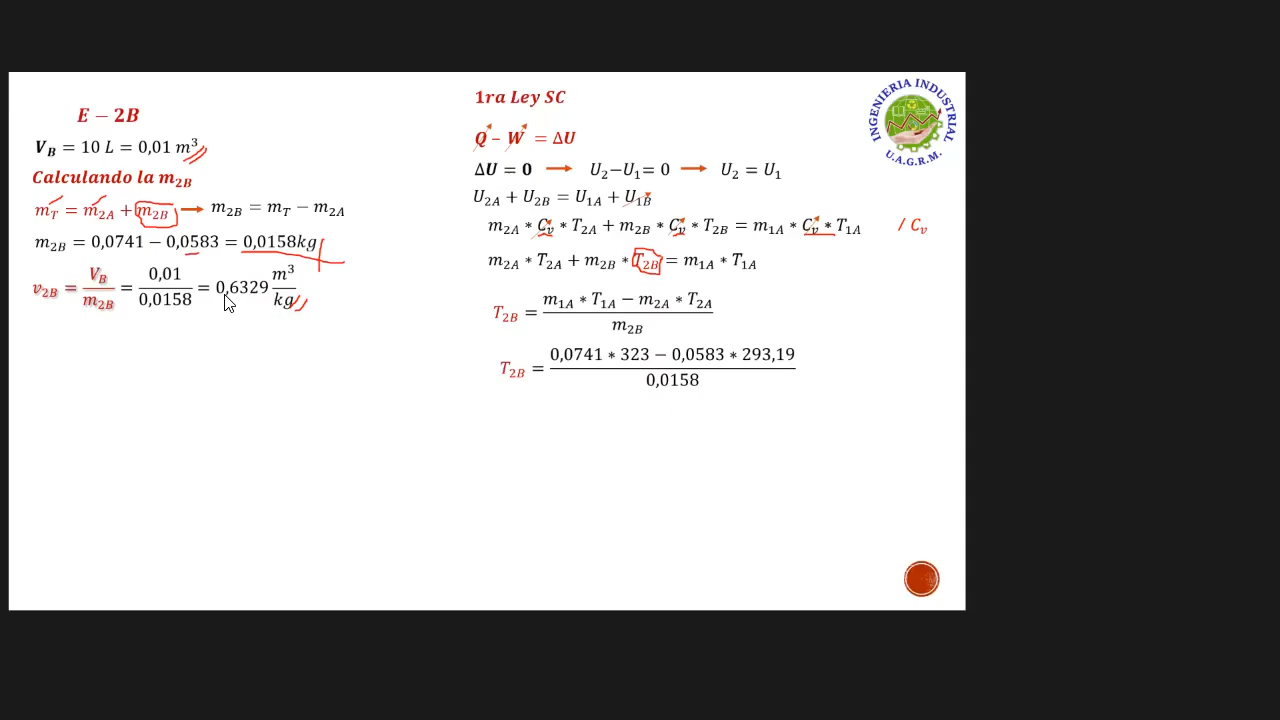 E − 2B
V_B = 10 L = 0,01 m³
Calculando la m_2B
m_T = m_2A + m_2B → m_2B = m_T − m_2A
m_2B = 0,0741 − 0,0583 = 0,0158kg
v_2B = V_B / m_2B = 0,01 / 0,0158 = 0,6329 m³ / kg
1ra Ley SC
Q − W = ΔU
ΔU = 0 → U_2−U_1= 0 → U_2 = U_1
U_2A + U_2B = U_1A + U_1B
m_2A ∗ C_v ∗ T_2A + m_2B ∗ C_v ∗ T_2B = m_1A ∗ C_v ∗ T_1A / C_v
m_2A ∗ T_2A + m_2B ∗ T_2B = m_1A ∗ T_1A
T_2B = m_1A ∗ T_1A − m_2A ∗ T_2A / m_2B
T_2B = 0,0741 ∗ 323 − 0,0583 ∗ 293,19 / 0,0158
INGENIERIA INDUSTRIAL
U.A.G.R.M.